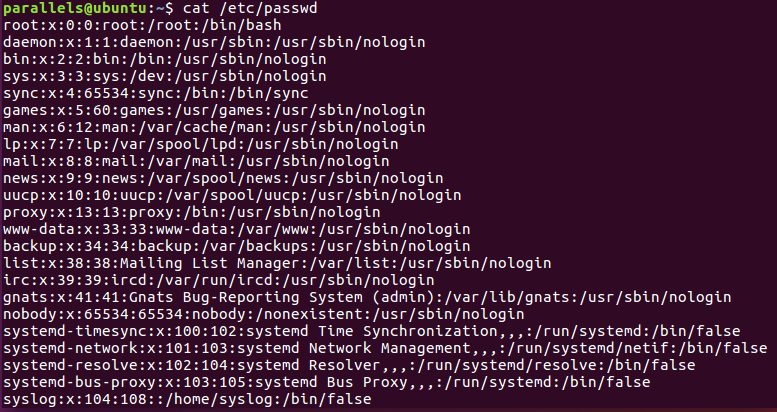 parallels@ubuntu:~$ cat /etc/passwd
root:x:0:0:root:/root:/bin/bash
daemon:x:1:1:daemon:/usr/sbin:/usr/sbin/nologin
bin:x:2:2:bin:/bin:/usr/sbin/nologin
sys:x:3:3:sys:/dev:/usr/sbin/nologin
sync:x:4:65534:sync:/bin:/bin/sync
games:x:5:60:games:/usr/games:/usr/sbin/nologin
man:x:6:12:man:/var/cache/man:/usr/sbin/nologin
lp:x:7:7:lp:/var/spool/lpd:/usr/sbin/nologin
mail:x:8:8:mail:/var/mail:/usr/sbin/nologin
news:x:9:9:news:/var/spool/news:/usr/sbin/nologin
uucp:x:10:10:uucp:/var/spool/uucp:/usr/sbin/nologin
proxy:x:13:13:proxy:/bin:/usr/sbin/nologin
www-data:x:33:33:www-data:/var/www:/usr/sbin/nologin
backup:x:34:34:backup:/var/backups:/usr/sbin/nologin
list:x:38:38:Mailing List Manager:/var/list:/usr/sbin/nologin
irc:x:39:39:ircd:/var/run/ircd:/usr/sbin/nologin
gnats:x:41:41:Gnats Bug-Reporting System (admin):/var/lib/gnats:/usr/sbin/nologin
nobody:x:65534:65534:nobody:/nonexistent:/usr/sbin/nologin
systemd-timesync:x:100:102:systemd Time Synchronization,,,:/run/systemd:/bin/false
systemd-network:x:101:103:systemd Network Management,,,:/run/systemd/netif:/bin/false
systemd-resolve:x:102:104:systemd Resolver,,,:/run/systemd/resolve:/bin/false
systemd-bus-proxy:x:103:105:systemd Bus Proxy,,,:/run/systemd:/bin/false
syslog:x:104:108::/home/syslog:/bin/false